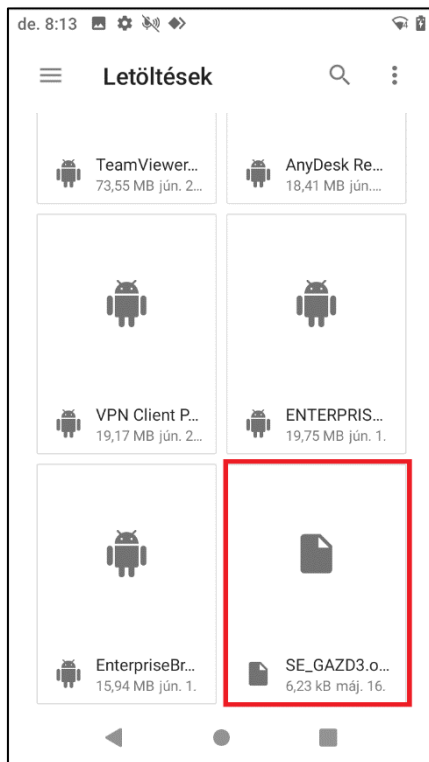 de. 8:13
Letöltések
TeamViewer...
73,55 MB jún. 2...
AnyDesk Re...
18,41 MB jún....
VPN Client P...
19,17 MB jún. 2...
ENTERPRIS...
19,75 MB jún. 1.
EnterpriseBr...
15,94 MB jún. 1.
SE_GAZD3.o...
6,23 kB máj. 16.